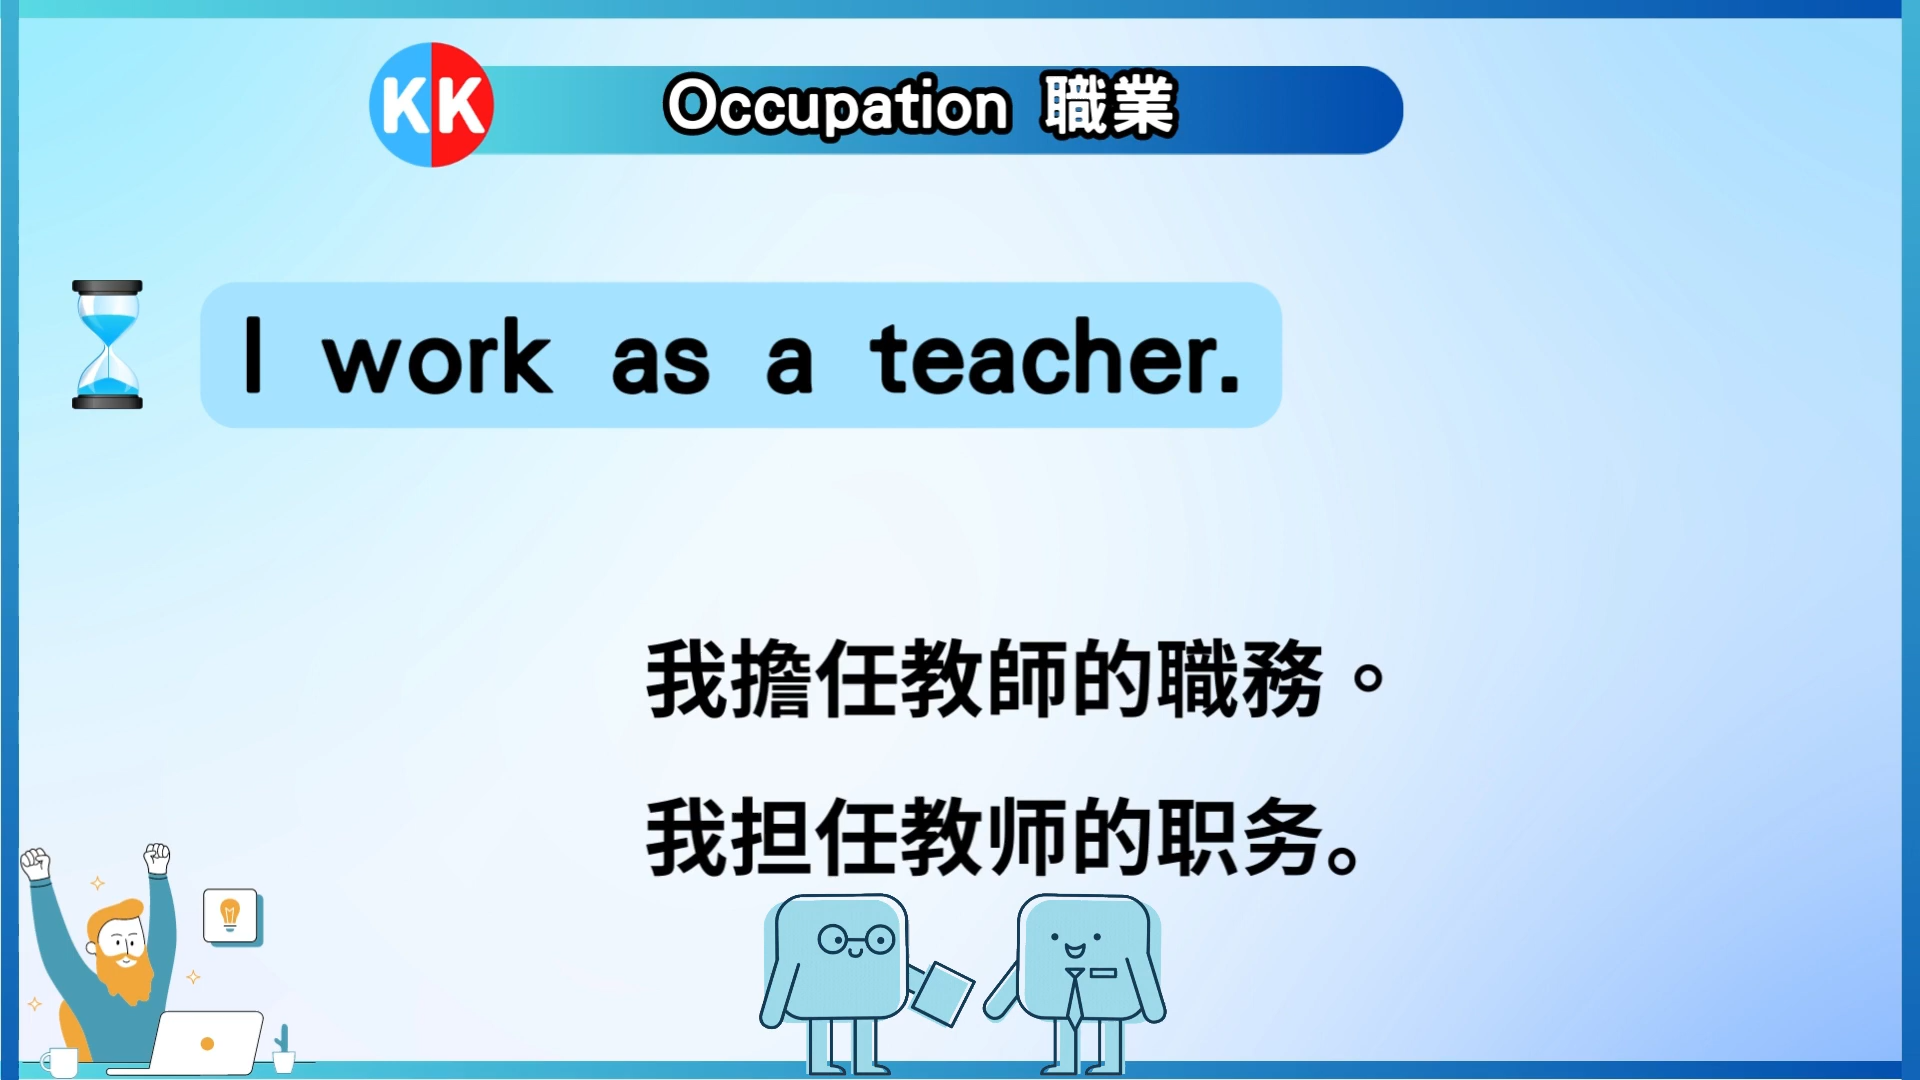 KK Occupation 職業
I work as a teacher.
我擔任教師的職務。
我担任教师的职务。